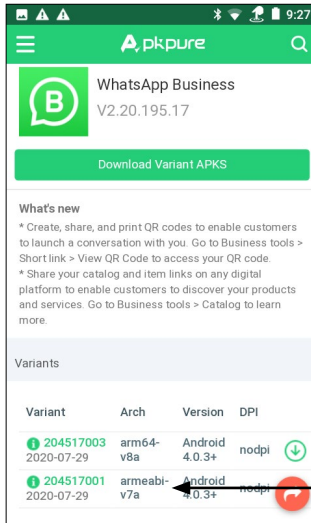 9:27
Apkpure
WhatsApp Business
V2.20.195.17
Download Variant APKS
What's new
* Create, share, and print QR codes to enable customers
to launch a conversation with you. Go to Business tools >
Short link > View QR Code to access your QR code.
* Share your catalog and item links on any digital
platform to enable customers to discover your products
and services. Go to Business tools > Catalog to learn
more.
Variants
Variant Arch Version DPI
204517003 arm64- Android nodpi
2020-07-29 v8a 4.0.3+
204517001 armeabi- Android nodpi
2020-07-29 v7a 4.0.3+